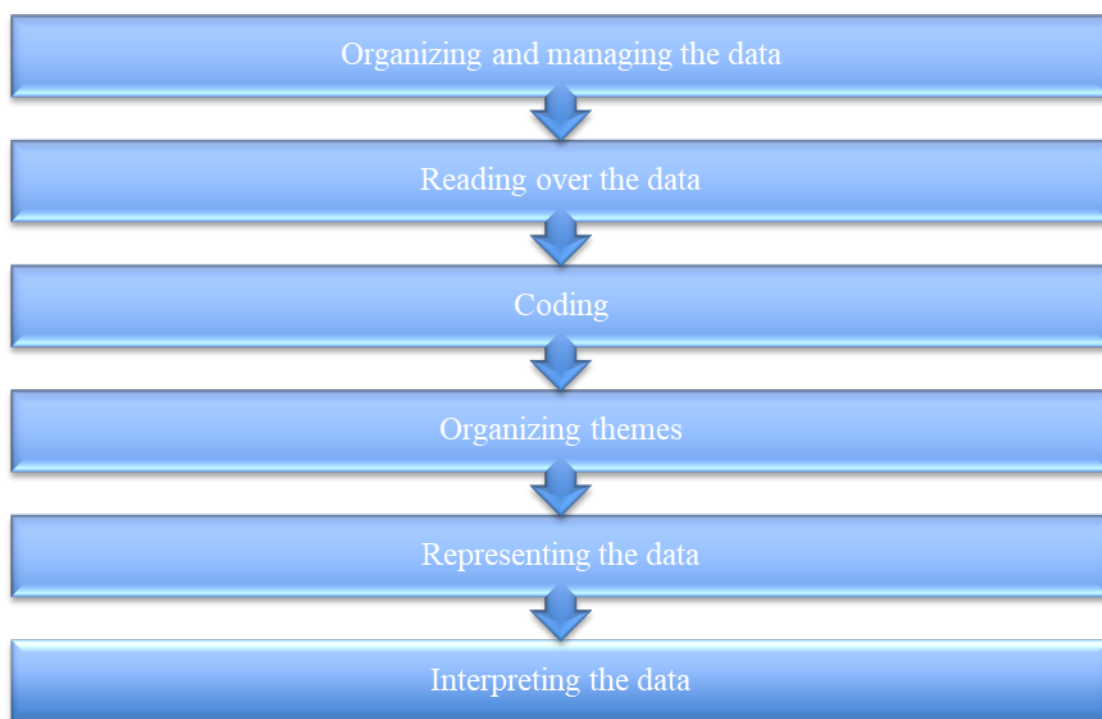 Organizing and managing the data
Reading over the data
Coding
Organizing themes
Representing the data
Interpreting the data